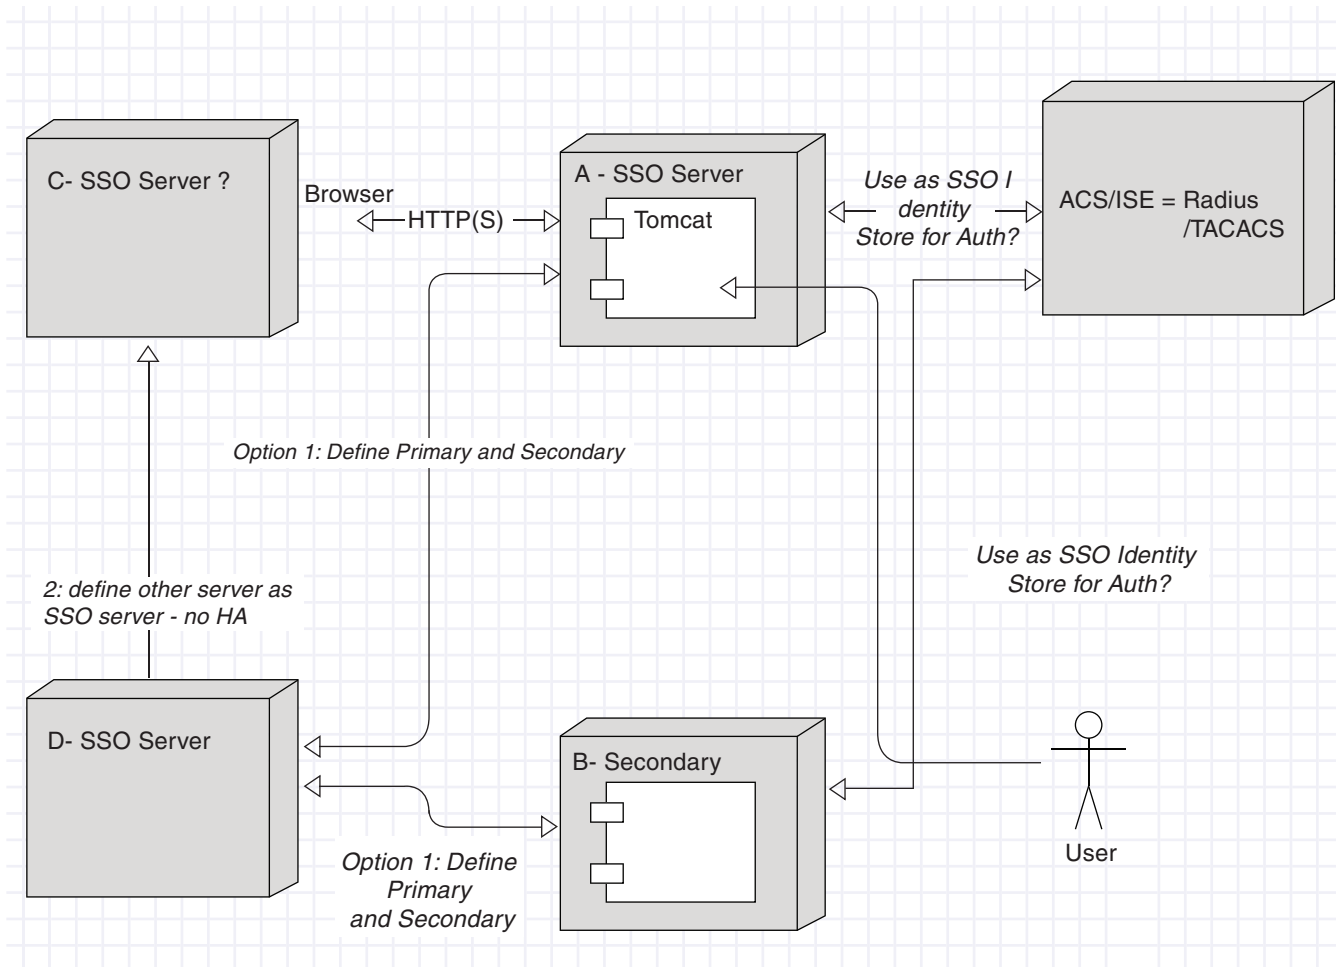 C- SSO Server ?
Browser
HTTP(S)
A - SSO Server
Tomcat
Use as SSO I
dentity
Store for Auth?
ACS/ISE = Radius
/TACACS
Option 1: Define Primary and Secondary
2: define other server as
SSO server - no HA
Use as SSO Identity
Store for Auth?
D- SSO Server
B- Secondary
Option 1: Define
Primary
and Secondary
User